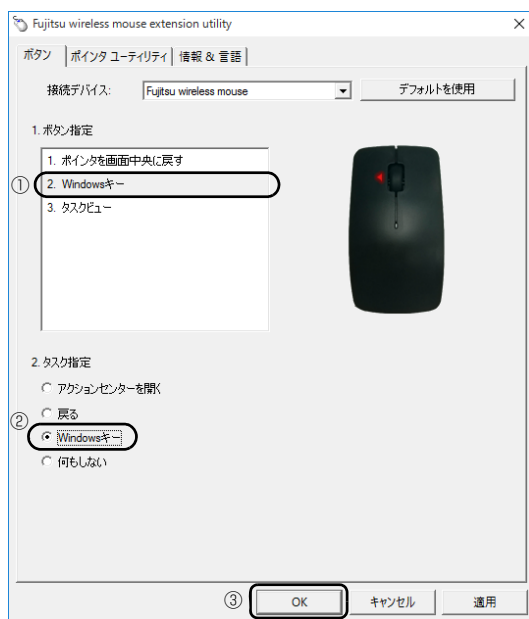 Fujitsu wireless mouse extension utility
ボタン ポインタ ユーティリティ 情報 & 言語
接続デバイス: Fujitsu wireless mouse デフォルトを使用
1. ボタン指定
1. ポインタを画面中央に戻す
① 2. Windowsキー
3. タスクビュー
2. タスク指定
アクションセンターを開く
② 戻る
Windowsキー
何もしない
③ OK キャンセル 適用